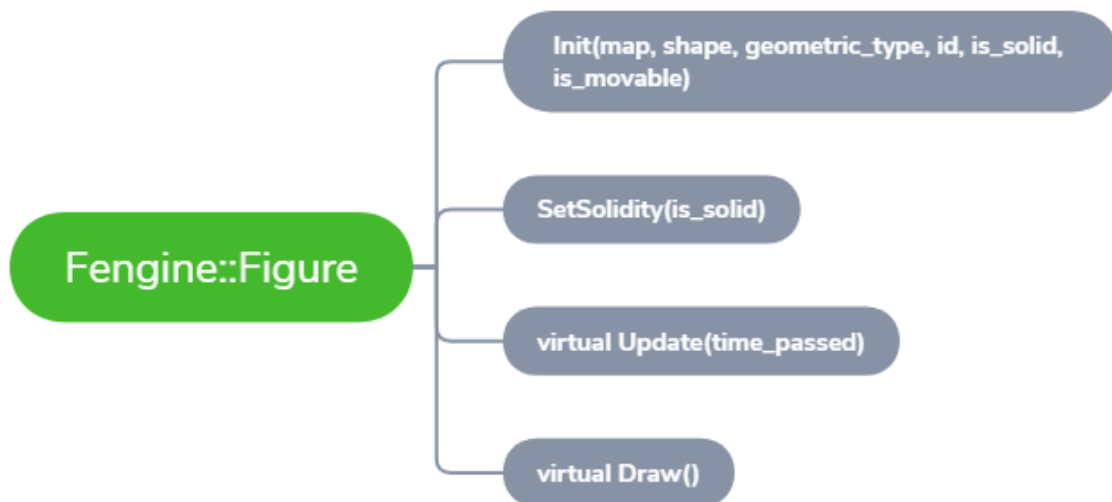 Init(map, shape, geometric_type, id, is_solid,
is_movable)
SetSolidity(is_solid)
Fengine::Figure
virtual Update(time_passed)
virtual Draw()